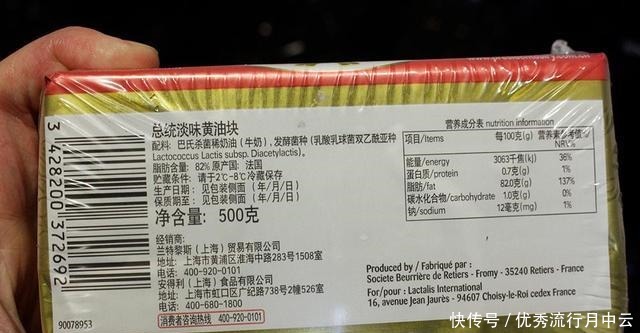 总统淡味黄油块
配料: 巴氏杀菌稀奶油(牛奶), 发酵菌种(乳酸乳球菌双乙酰亚种
Lactococcus Lactis subsp. Diacetylactis)。
脂肪含量: 82% 原产国: 法国
贮藏条件: 请于2℃-8℃冷藏保存
生产日期: 见包装侧面 (年/月/日)
保质期至: 见包装侧面 (年/月/日)
净含量: 500克
经销商:
兰特黎斯(上海)贸易有限公司
地址: 上海市黄浦区淮海中路283号1508室
电话: 400-920-0101
安得利(上海)食品有限公司
地址: 上海市虹口区广纪路738号2幢526室
电话: 400-680-1800
消费者咨询热线 400-920-0101
3 428200 372692
90078953
营养成分表 nutrition information
项目/Items 每100克(g) 营养素参考值% NRV%
能量/energy 3063千焦(kJ) 36%
蛋白质/protein 0.7克(g) 1%
脂肪/fat 82.0克(g) 137%
碳水化合物/carbohydrate 1.0克(g) 0%
钠/sodium 12毫克(mg) 1%
Produced by / Fabriqué par :
Societe Beurrière de Retiers - Fromy - 35240 Retiers - France
For/pour : Lactalis International
16, avenue Jean Jaurès - 94607 Choisy-le-Roi cedex France
快传号/优秀流行月中云